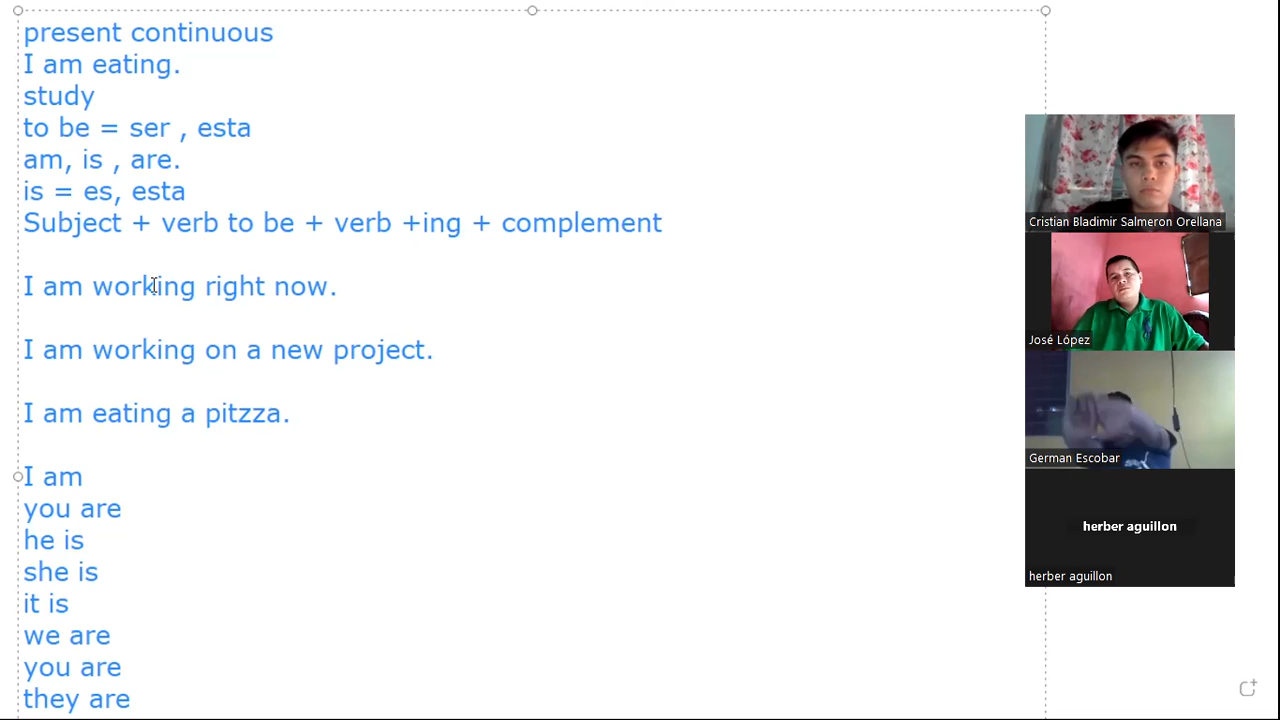 present continuous
I am eating.
study
to be = ser , esta
am, is , are.
is = es, esta
Subject + verb to be + verb +ing + complement
I am working right now.
I am working on a new project.
I am eating a pitzza.
I am
you are
he is
she is
it is
we are
you are
they are
Cristian Bladimir Salmeron Orellana
José López
German Escobar
herber aguillon
herber aguillon